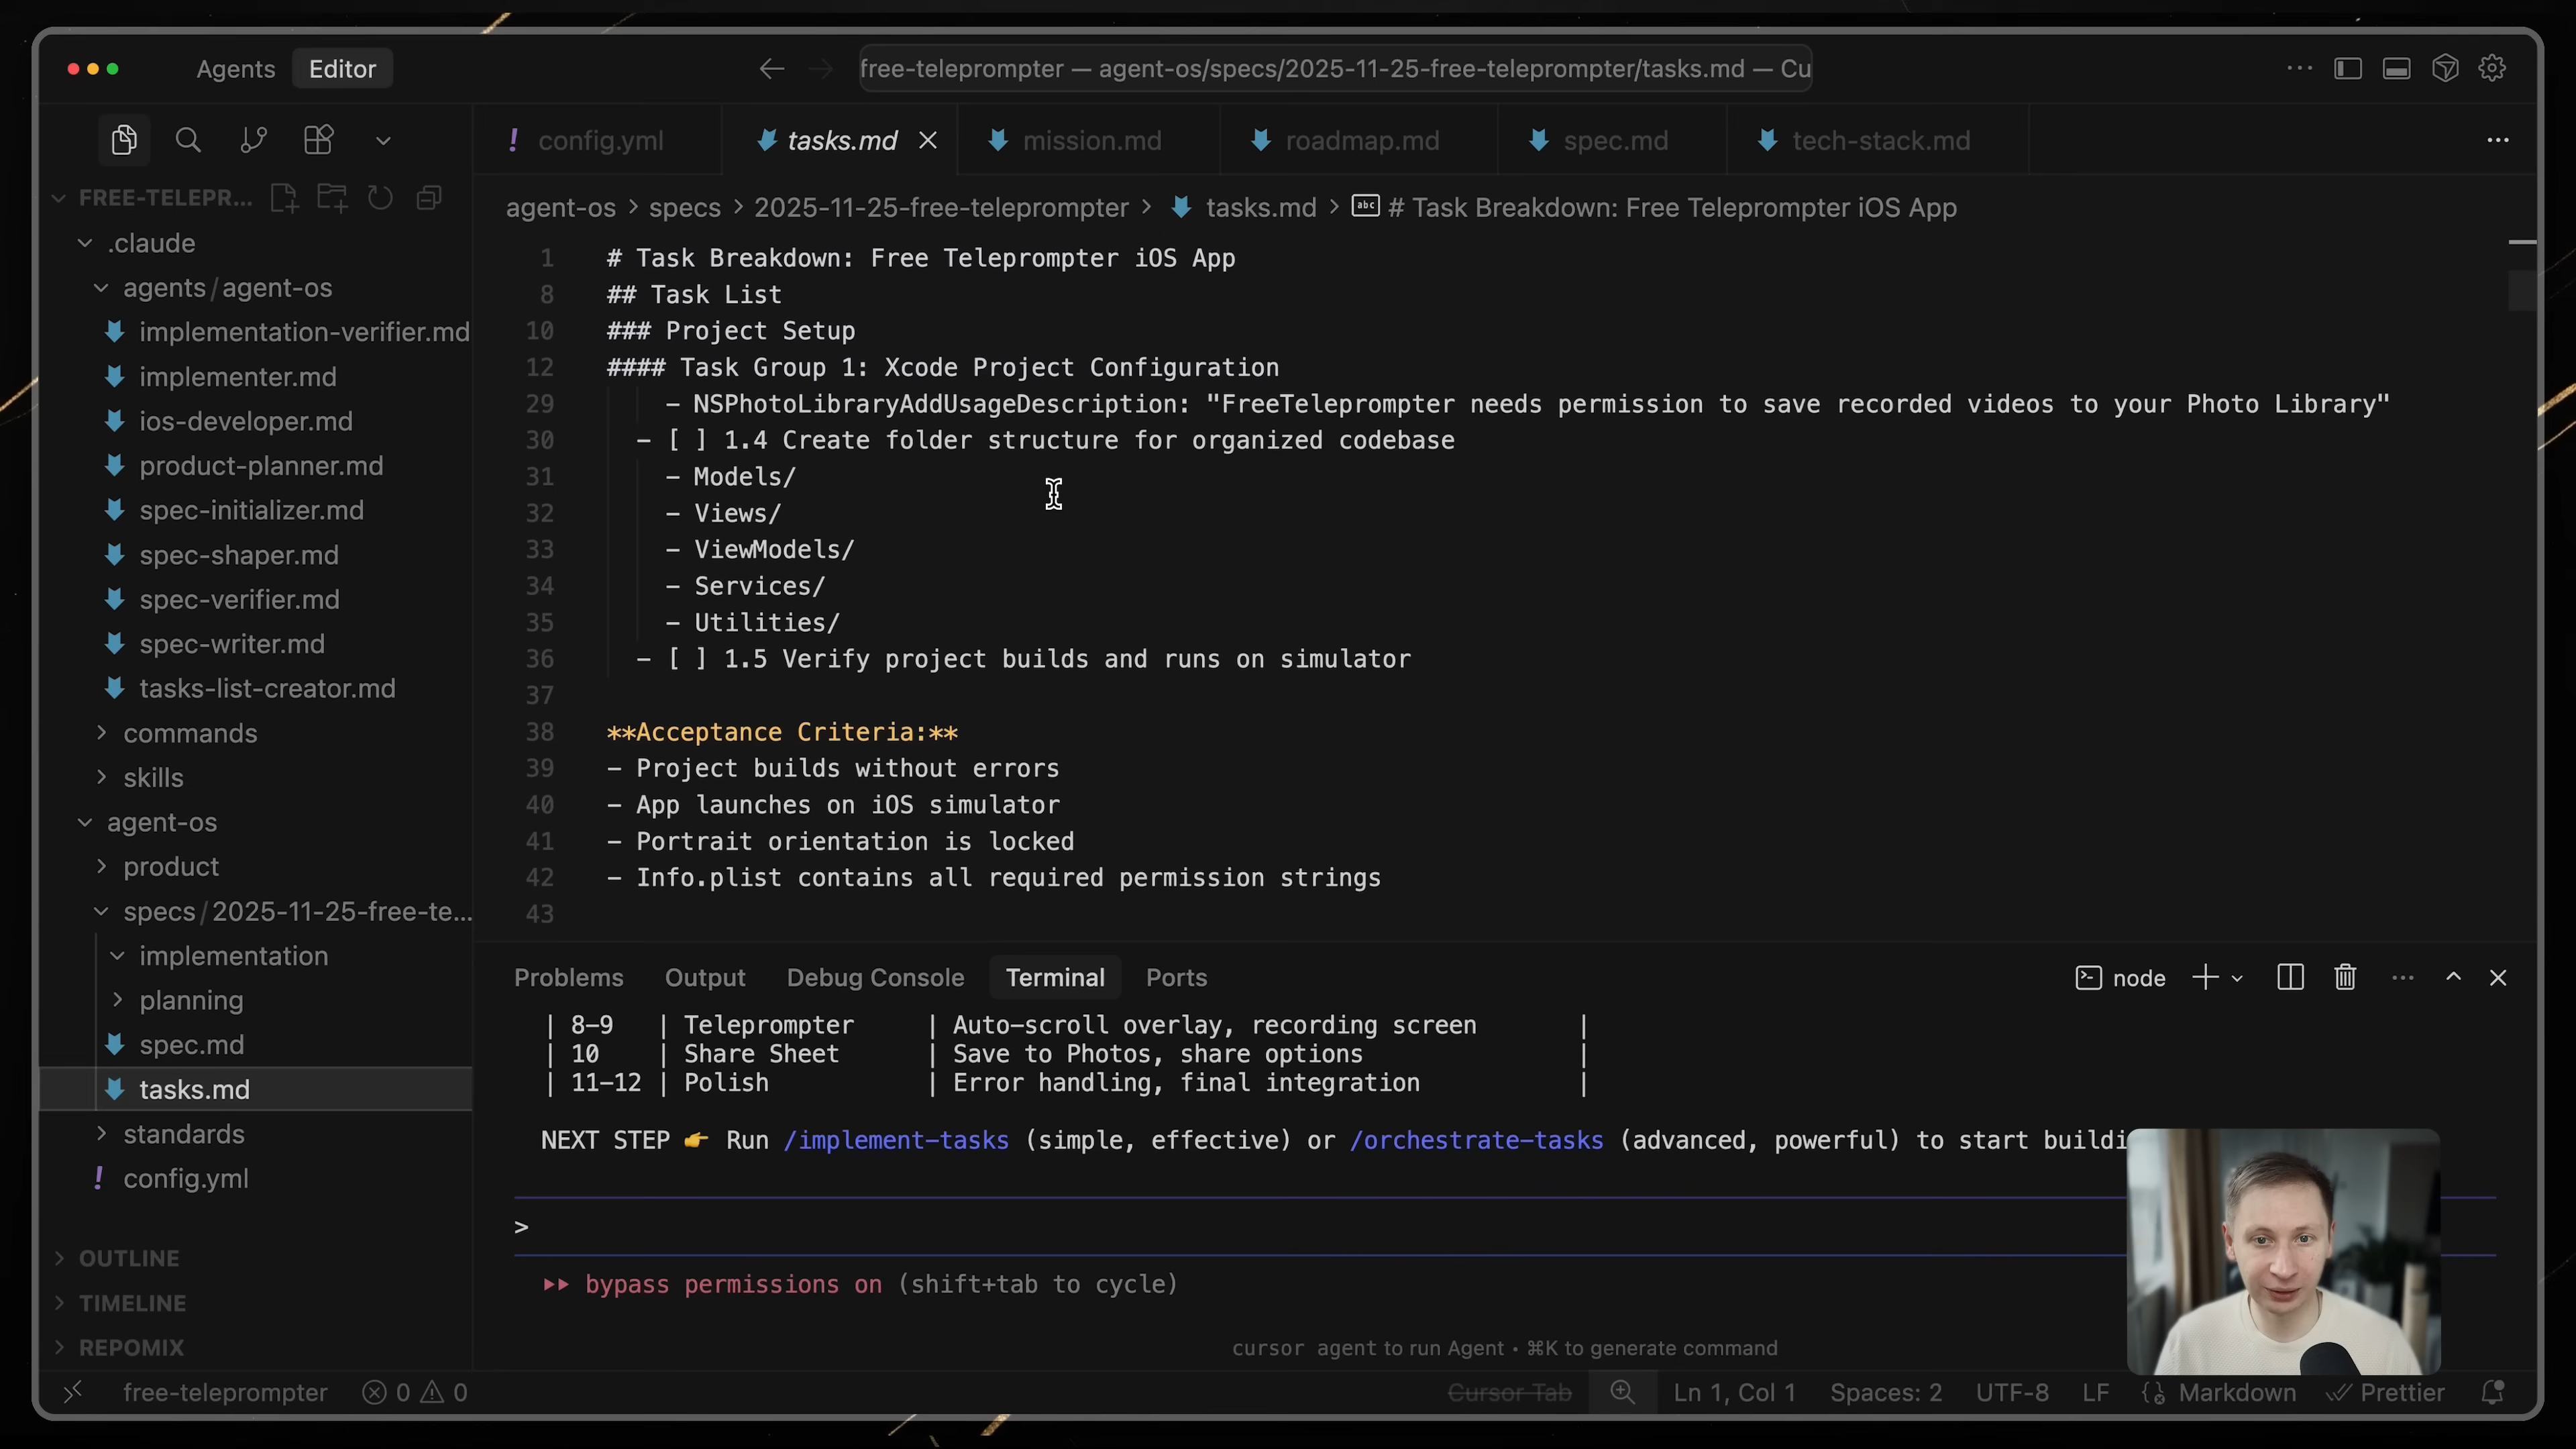 Agents Editor
free-teleprompter — agent-os/specs/2025-11-25-free-teleprompter/tasks.md — Cu
! config.yml
tasks.md
mission.md
roadmap.md
spec.md
tech-stack.md
FREE-TELEPR...
.claude
agents/agent-os
implementation-verifier.md
implementer.md
ios-developer.md
product-planner.md
spec-initializer.md
spec-shaper.md
spec-verifier.md
spec-writer.md
tasks-list-creator.md
commands
skills
agent-os
product
specs/2025-11-25-free-te...
implementation
planning
spec.md
tasks.md
standards
! config.yml
OUTLINE
TIMELINE
REPOMIX
agent-os > specs > 2025-11-25-free-teleprompter > tasks.md > abc # Task Breakdown: Free Teleprompter iOS App
1 # Task Breakdown: Free Teleprompter iOS App
8 ## Task List
10 ### Project Setup
12 #### Task Group 1: Xcode Project Configuration
29 – NSPhotoLibraryAddUsageDescription: "FreeTeleprompter needs permission to save recorded videos to your Photo Library"
30 – [ ] 1.4 Create folder structure for organized codebase
31 – Models/
32 – Views/
33 – ViewModels/
34 – Services/
35 – Utilities/
36 – [ ] 1.5 Verify project builds and runs on simulator
37
38 **Acceptance Criteria:**
39 – Project builds without errors
40 – App launches on iOS simulator
41 – Portrait orientation is locked
42 – Info.plist contains all required permission strings
43
Problems Output Debug Console Terminal Ports
node
| 8–9 | Teleprompter | Auto–scroll overlay, recording screen |
| 10 | Share Sheet | Save to Photos, share options |
| 11–12 | Polish | Error handling, final integration |
NEXT STEP 👉 Run /implement-tasks (simple, effective) or /orchestrate-tasks (advanced, powerful) to start buildi
>
bypass permissions on (shift+tab to cycle)
cursor agent to run Agent · ⌘K to generate command
free-teleprompter 0 0
Cursor Tab Ln 1, Col 1 Spaces: 2 UTF-8 LF Markdown Prettier